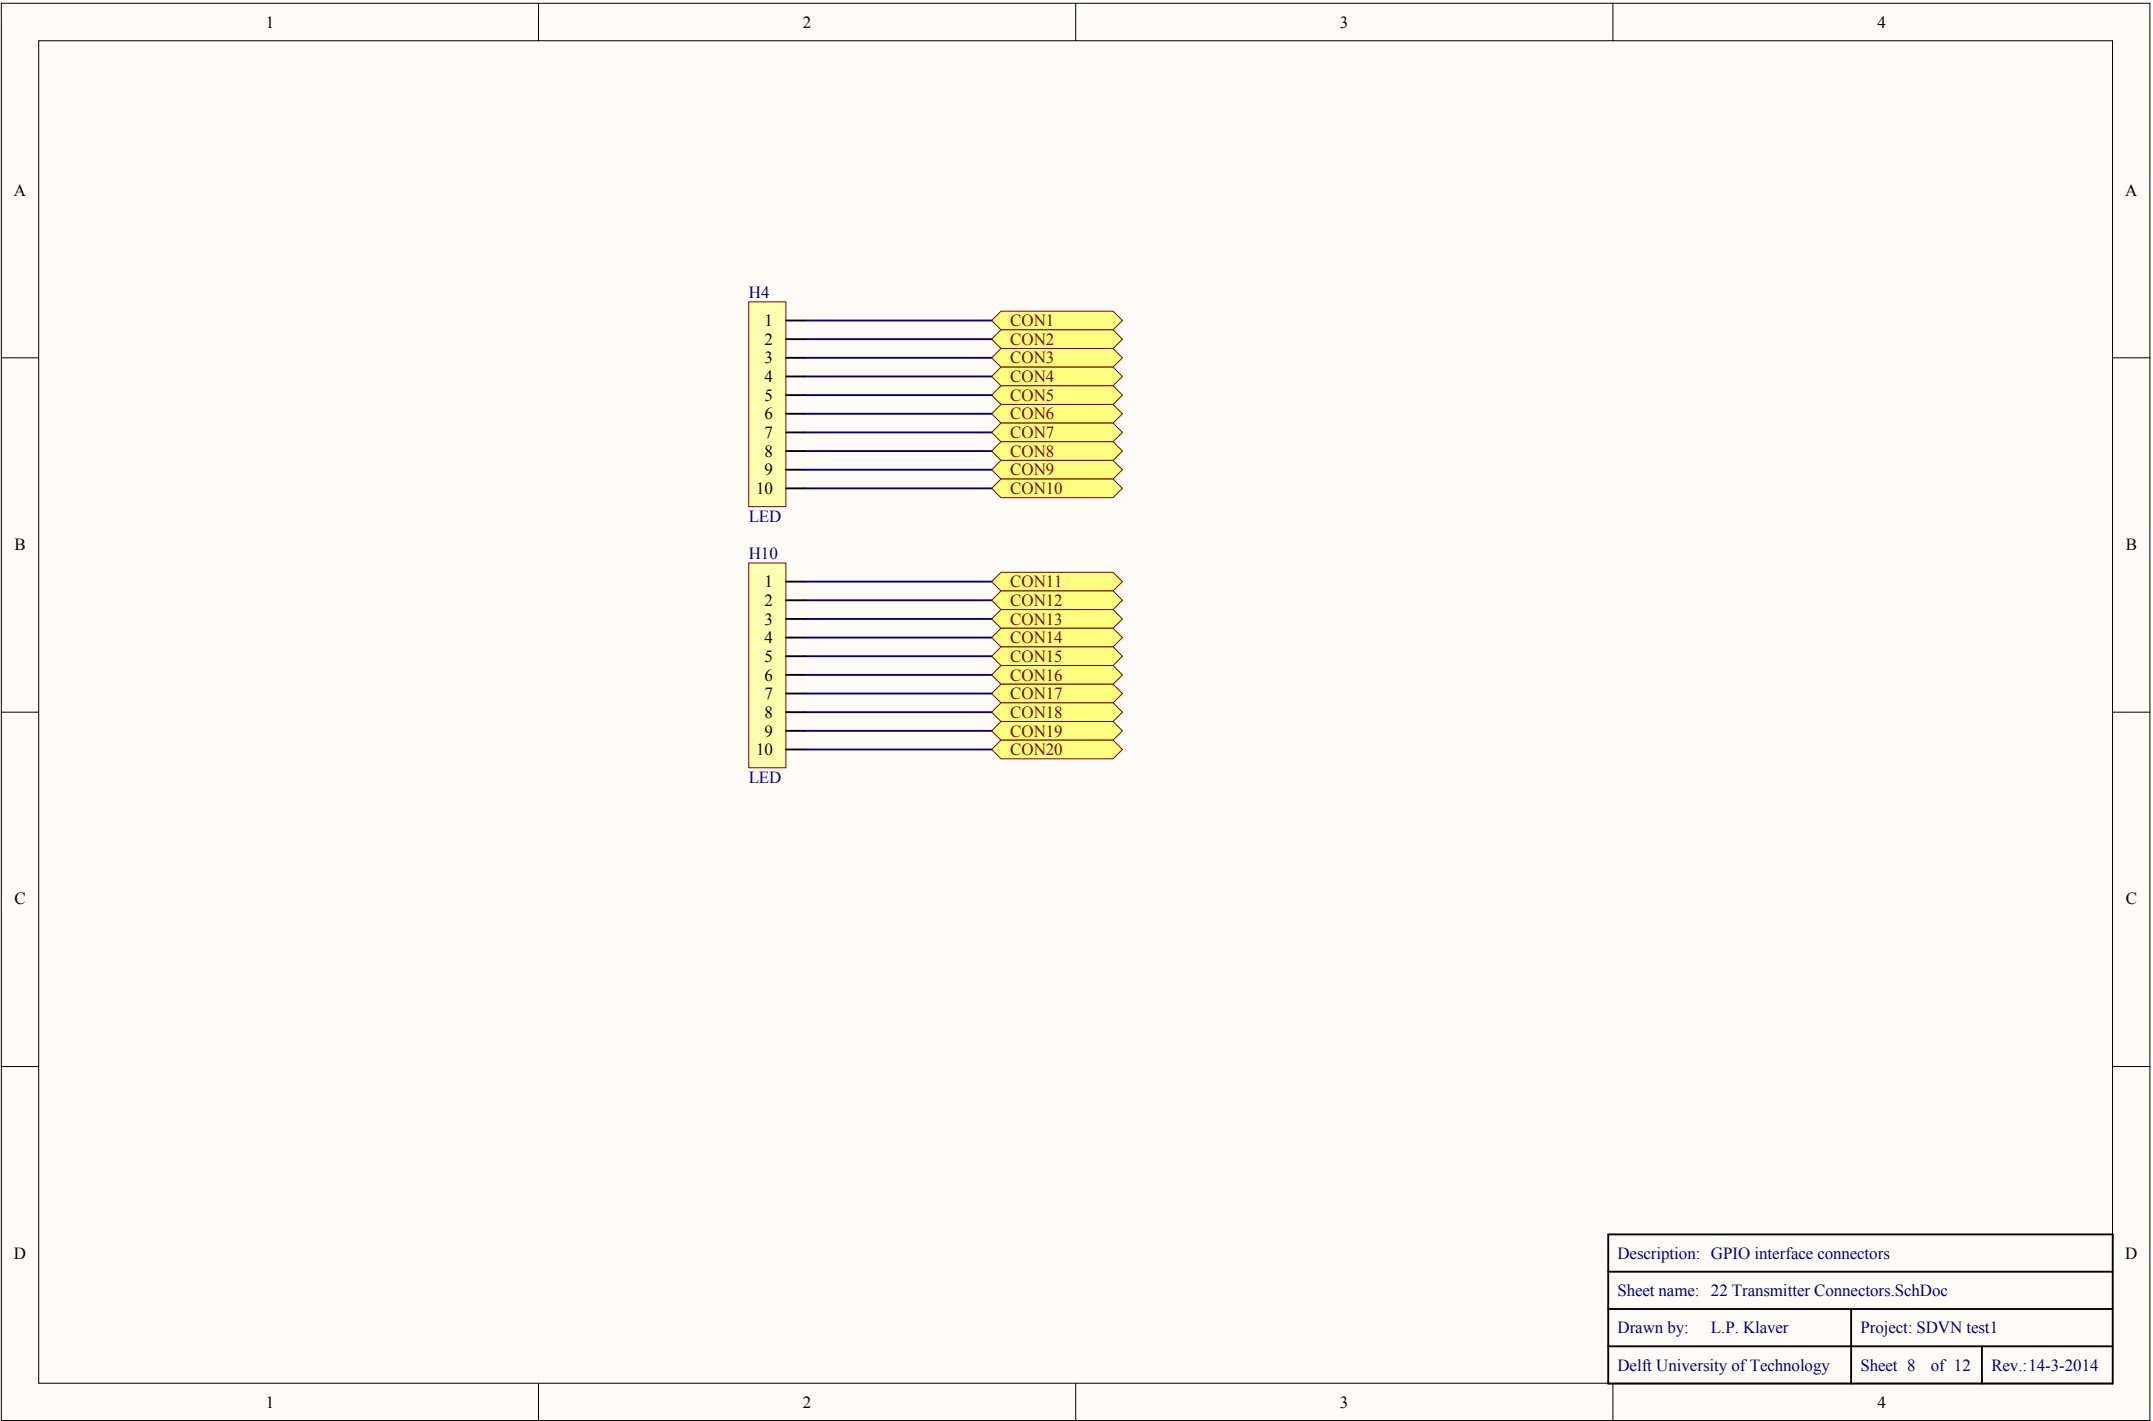 1 2 3 4
A A
H4
1 CON1
2 CON2
3 CON3
4 CON4
5 CON5
6 CON6
7 CON7
8 CON8
9 CON9
10 CON10
LED
B B
H10
1 CON11
2 CON12
3 CON13
4 CON14
5 CON15
6 CON16
7 CON17
8 CON18
9 CON19
10 CON20
LED
C C
D D
Description: GPIO interface connectors
Sheet name: 22 Transmitter Connectors.SchDoc
Drawn by: L.P. Klaver Project: SDVN test1
Delft University of Technology Sheet 8 of 12 Rev.: 14-3-2014
1 2 3 4